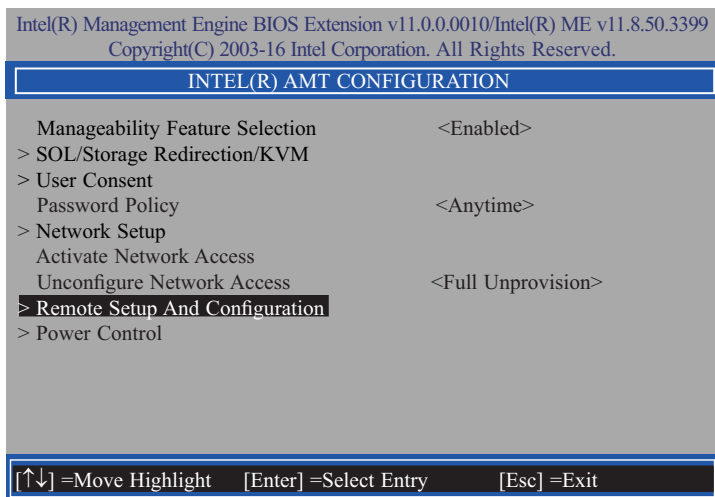 Intel(R) Management Engine BIOS Extension v11.0.0.0010/Intel(R) ME v11.8.50.3399
Copyright(C) 2003-16 Intel Corporation. All Rights Reserved.
INTEL(R) AMT CONFIGURATION
Manageability Feature Selection <Enabled>
> SOL/Storage Redirection/KVM
> User Consent
Password Policy <Anytime>
> Network Setup
Activate Network Access
Unconfigure Network Access <Full Unprovision>
> Remote Setup And Configuration
> Power Control
[↑↓] =Move Highlight [Enter] =Select Entry [Esc] =Exit